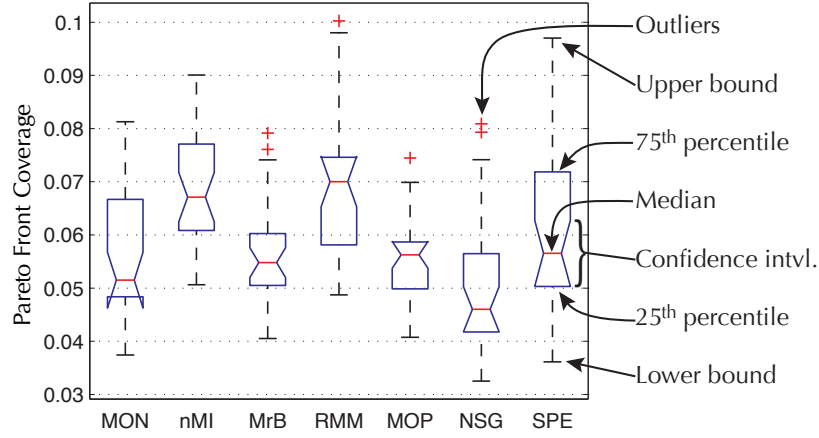 Pareto Front Coverage
0.1
0.09
0.08
0.07
0.06
0.05
0.04
0.03
MON nMI MrB RMM MOP NSG SPE
Outliers
Upper bound
75th percentile
Median
Confidence intvl.
25th percentile
Lower bound